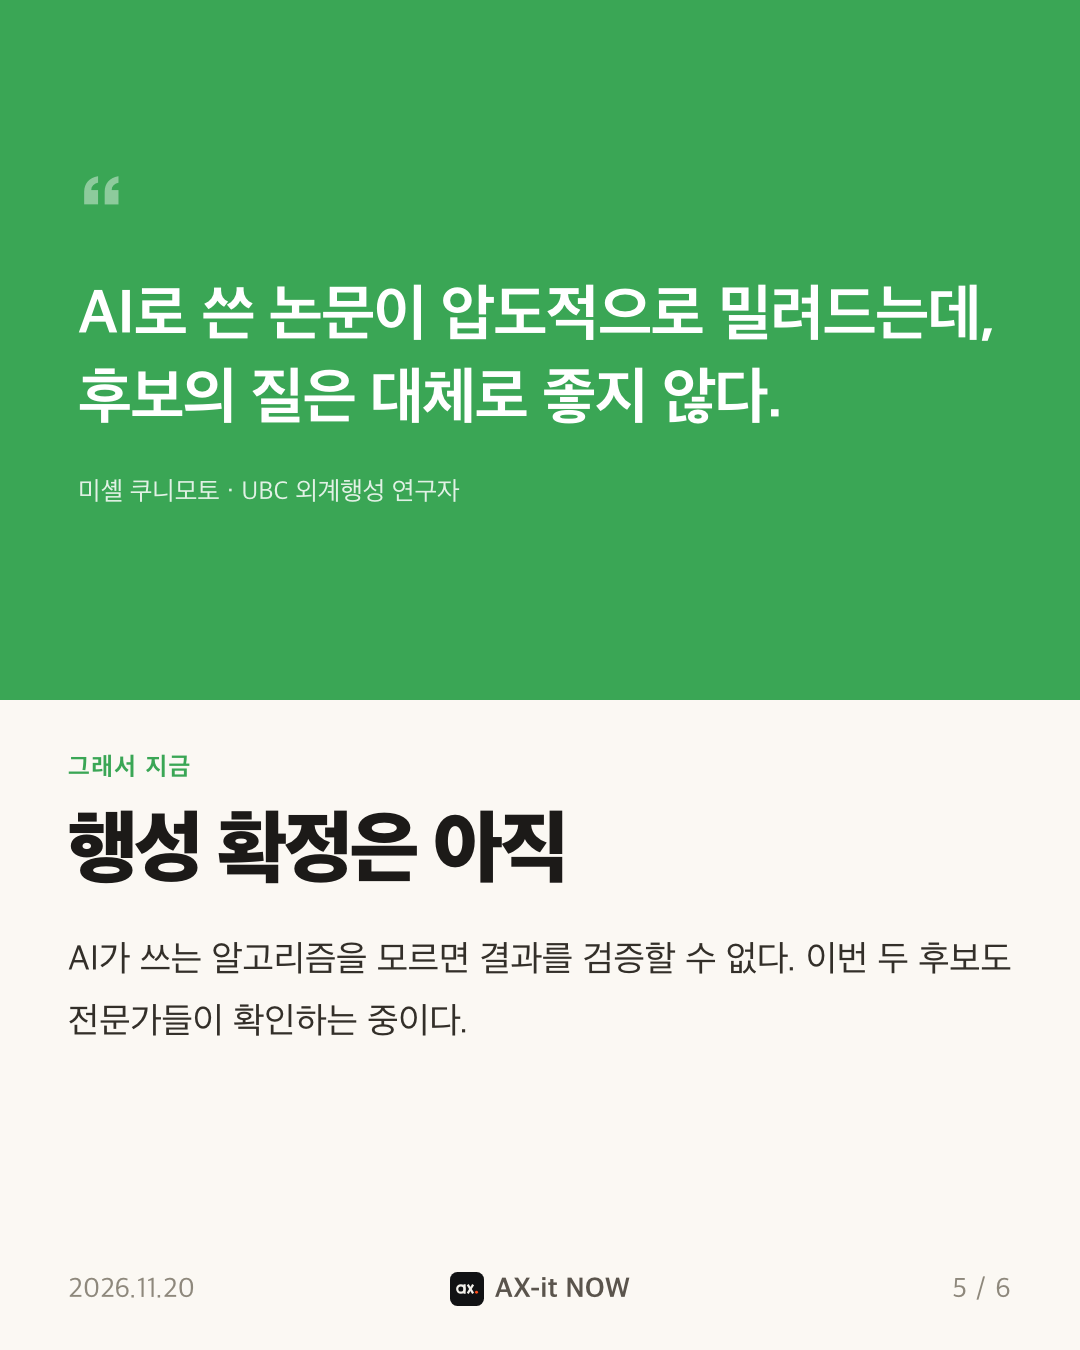 “
AI로 쓴 논문이 압도적으로 밀려드는데,
후보의 질은 대체로 좋지 않다.
미셸 쿠니모토 · UBC 외계행성 연구자
그래서 지금
행성 확정은 아직
AI가 쓰는 알고리즘을 모르면 결과를 검증할 수 없다. 이번 두 후보도
전문가들이 확인하는 중이다.
2026.11.20
ax. AX-it NOW
5 / 6